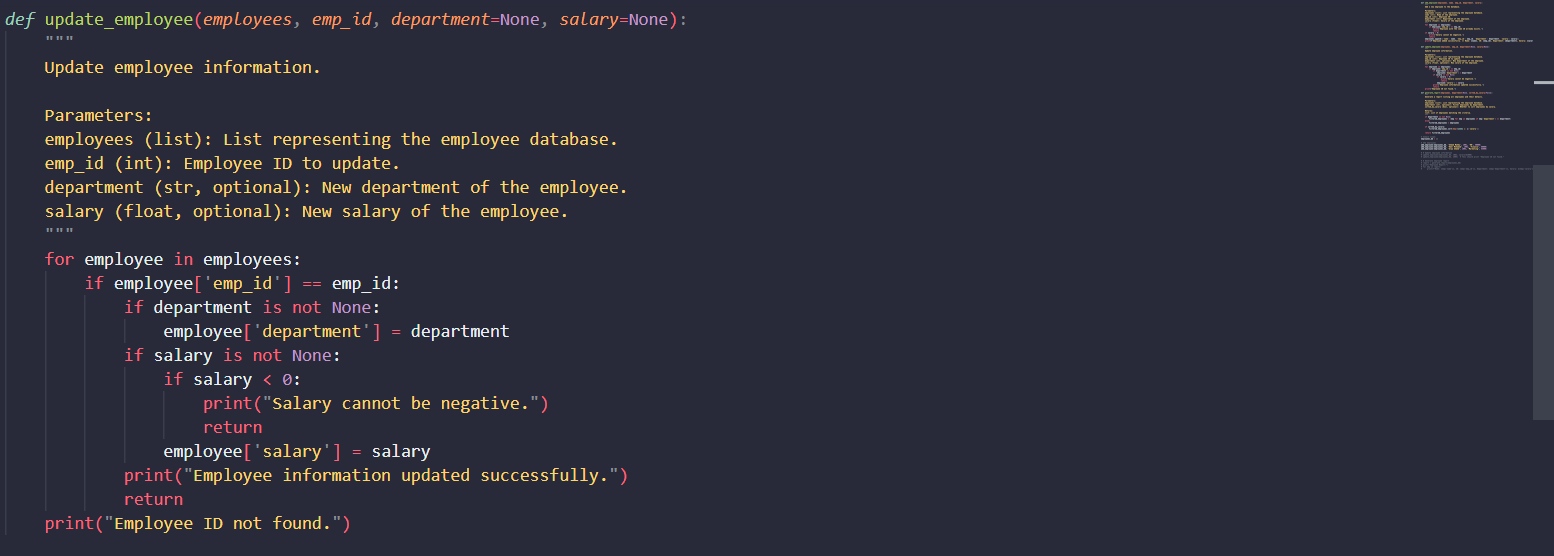 def update_employee(employees, emp_id, department=None, salary=None):
    """
    Update employee information.

    Parameters:
    employees (list): List representing the employee database.
    emp_id (int): Employee ID to update.
    department (str, optional): New department of the employee.
    salary (float, optional): New salary of the employee.
    """
    for employee in employees:
        if employee['emp_id'] == emp_id:
            if department is not None:
                employee['department'] = department
            if salary is not None:
                if salary < 0:
                    print("Salary cannot be negative.")
                    return
                employee['salary'] = salary
            print("Employee information updated successfully.")
            return
    print("Employee ID not found.")